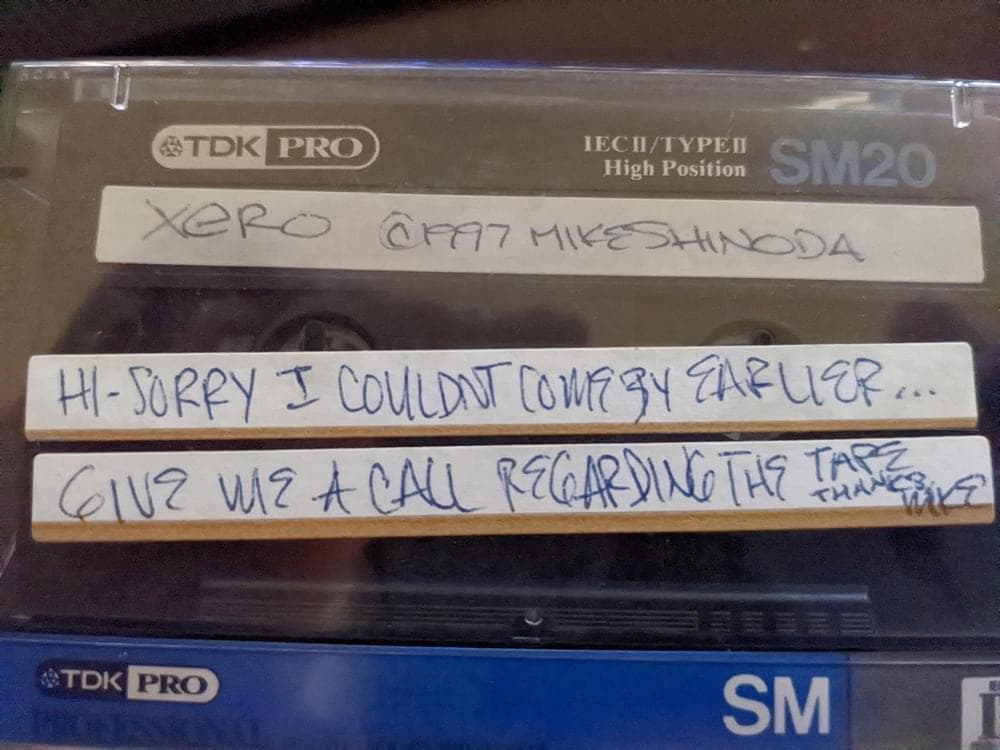 TDK PRO
IECII/TYPEII
High Position
SM20
XERO ©1997 MIKE SHINODA
HI-SORRY I COULDNT COME BY EARLIER...
GIVE ME A CALL REGARDING THE TAPE
THANKS, MIKE
TDK PRO
SM
PROFESSIONAL